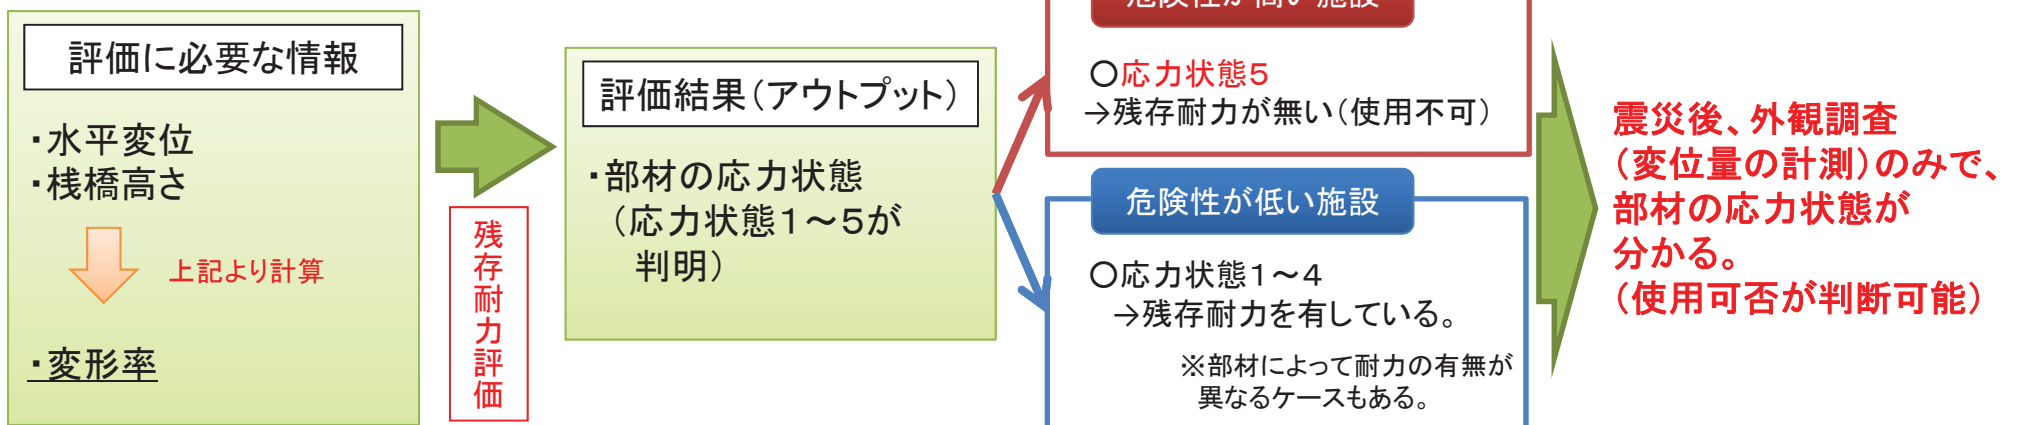 評価に必要な情報
・水平変位
・桟橋高さ
上記より計算
・変形率
残存耐力評価
評価結果（アウトプット）
・部材の応力状態
（応力状態１～５が
判明）
危険性が高い施設
○応力状態５
→残存耐力が無い（使用不可）
危険性が低い施設
○応力状態１～４
→残存耐力を有している。
※部材によって耐力の有無が
異なるケースもある。
震災後、外観調査
（変位量の計測）のみで、
部材の応力状態が
分かる。
（使用可否が判断可能）